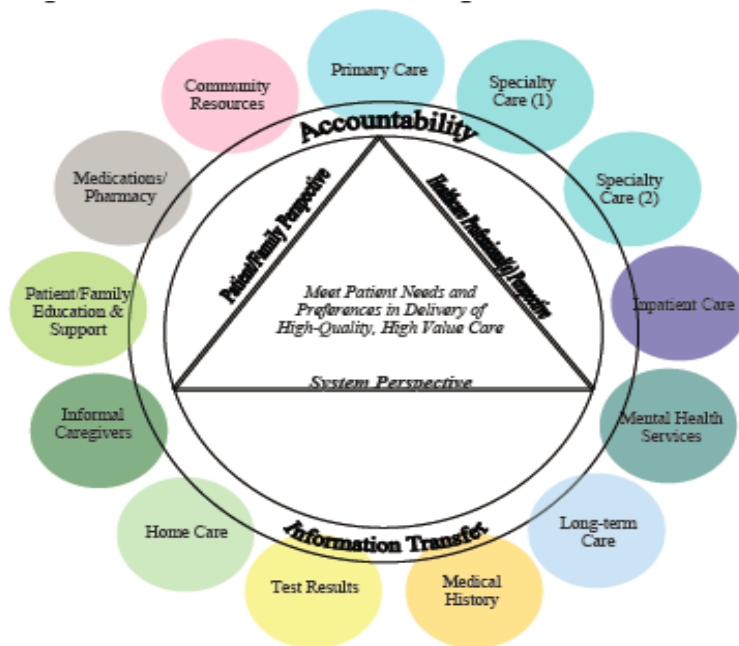 Primary Care
Community
Resources
Specialty
Care (1)
Accountability
Medications/
Pharmacy
Specialty
Care (2)
Patient/Family Perspective
Healthcare Professional(s) Perspective
Patient/Family
Education &
Support
Meet Patient Needs and
Preferences in Delivery of
High-Quality, High Value Care
Inpatient Care
System Perspective
Informal
Caregivers
Mental Health
Services
Home Care
Information Transfer
Long-term
Care
Test Results
Medical
History